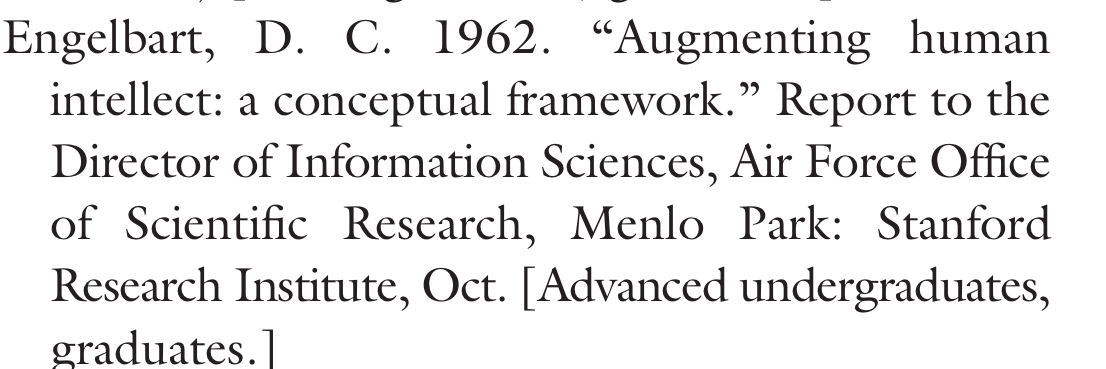 Engelbart, D. C. 1962. “Augmenting human
intellect: a conceptual framework.” Report to the
Director of Information Sciences, Air Force Office
of Scientific Research, Menlo Park: Stanford
Research Institute, Oct. [Advanced undergraduates,
graduates.]